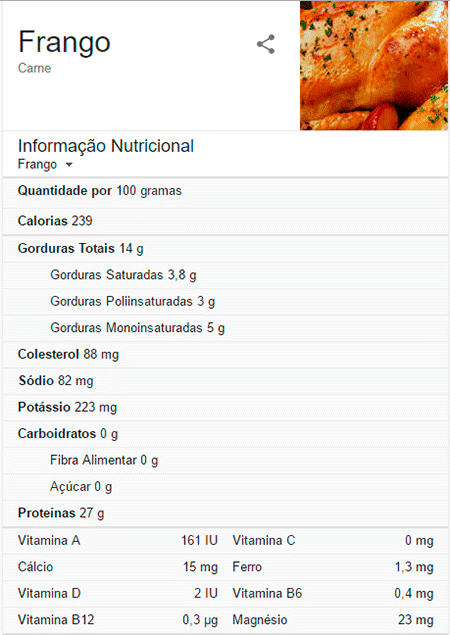 Frango
Carne
Informação Nutricional
Frango
Quantidade por 100 gramas
Calorias 239
Gorduras Totais 14 g
Gorduras Saturadas 3,8 g
Gorduras Poliinsaturadas 3 g
Gorduras Monoinsaturadas 5 g
Colesterol 88 mg
Sódio 82 mg
Potássio 223 mg
Carboidratos 0 g
Fibra Alimentar 0 g
Açúcar 0 g
Proteínas 27 g
Vitamina A 161 IU Vitamina C 0 mg
Cálcio 15 mg Ferro 1,3 mg
Vitamina D 2 IU Vitamina B6 0,4 mg
Vitamina B12 0,3 µg Magnésio 23 mg